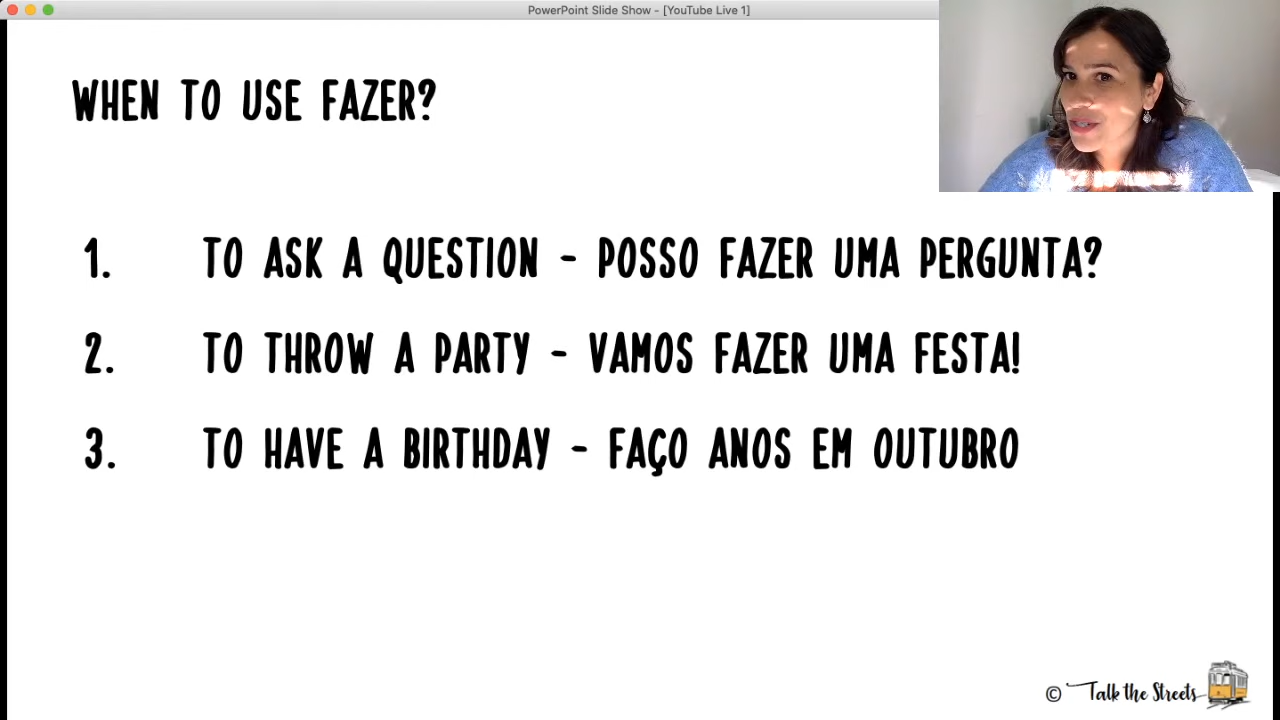 PowerPoint Slide Show - [YouTube Live 1]
WHEN TO USE FAZER?
1. TO ASK A QUESTION - POSSO FAZER UMA PERGUNTA?
2. TO THROW A PARTY - VAMOS FAZER UMA FESTA!
3. TO HAVE A BIRTHDAY - FAÇO ANOS EM OUTUBRO
© Talk the Streets